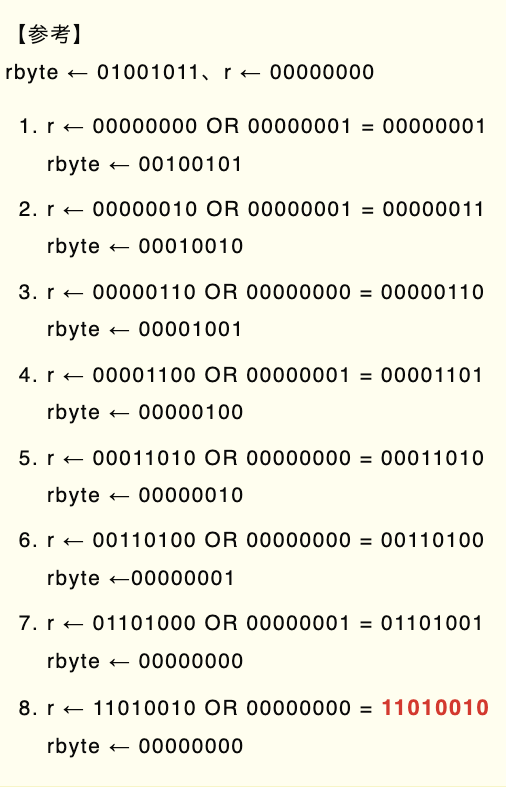 【参考】
rbyte ← 01001011、r ← 00000000
1. r ← 00000000 OR 00000001 = 00000001
rbyte ← 00100101
2. r ← 00000010 OR 00000001 = 00000011
rbyte ← 00010010
3. r ← 00000110 OR 00000000 = 00000110
rbyte ← 00001001
4. r ← 00001100 OR 00000001 = 00001101
rbyte ← 00000100
5. r ← 00011010 OR 00000000 = 00011010
rbyte ← 00000010
6. r ← 00110100 OR 00000000 = 00110100
rbyte ←00000001
7. r ← 01101000 OR 00000001 = 01101001
rbyte ← 00000000
8. r ← 11010010 OR 00000000 = 11010010
rbyte ← 00000000